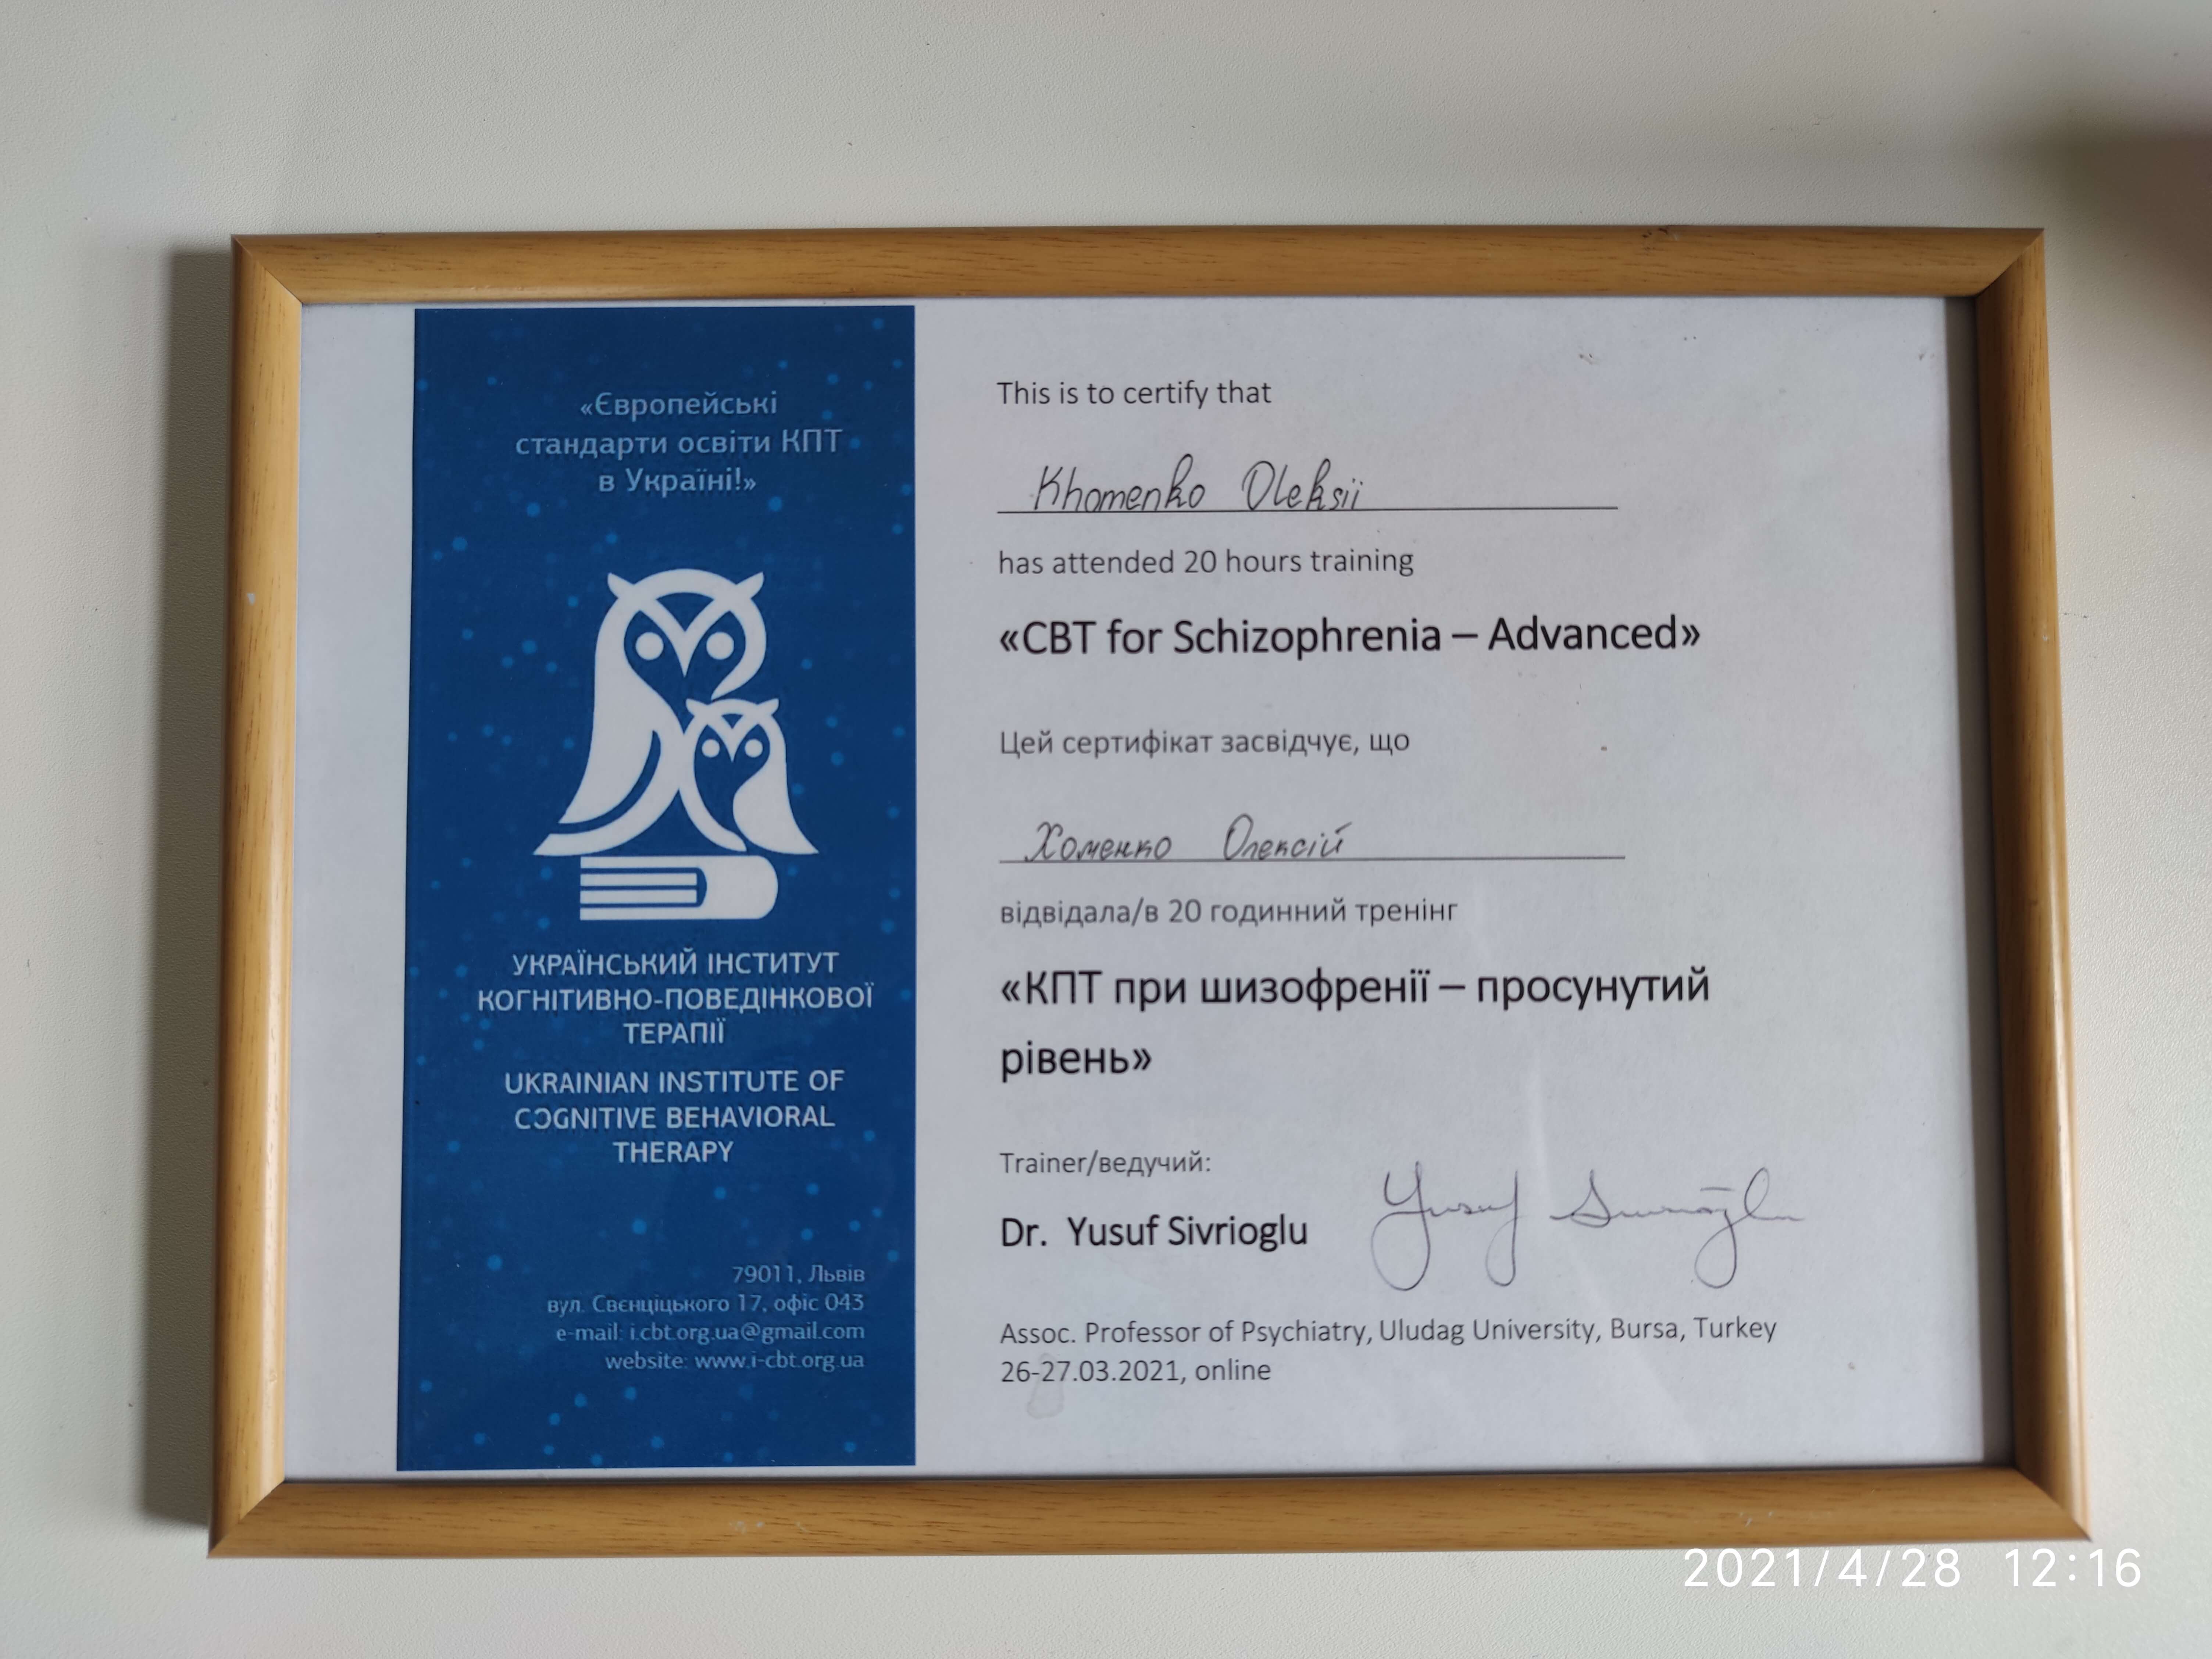 «Європейські
стандарти освіти КПТ
в Україні!»
УКРАЇНСЬКИЙ ІНСТИТУТ
КОГНІТИВНО-ПОВЕДІНКОВОЇ
ТЕРАПІЇ
UKRAINIAN INSTITUTE OF
COGNITIVE BEHAVIORAL
THERAPY
79011, Львів
вул. Свєнціцького 17, офіс 043
e-mail: i.cbt.org.ua@gmail.com
website: www.i-cbt.org.ua
This is to certify that
Khomenko Oleksii
has attended 20 hours training
«CBT for Schizophrenia – Advanced»
Цей сертифікат засвідчує, що
Хоменко Олексій
відвідала/в 20 годинний тренінг
«КПТ при шизофренії – просунутий
рівень»
Trainer/ведучий:
Dr. Yusuf Sivrioglu
Yusuf Sivrioğlu
Assoc. Professor of Psychiatry, Uludag University, Bursa, Turkey
26-27.03.2021, online
2021/4/28 12:16